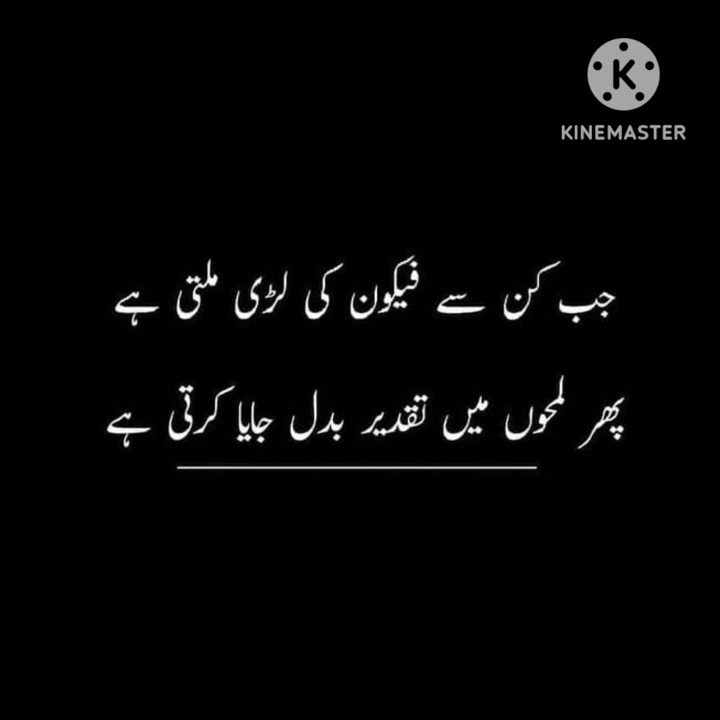 KINEMASTER
جب کن سے فیکون کی لڑی ملتی ہے
پھر لمحوں میں تقدیر بدل جایا کرتی ہے